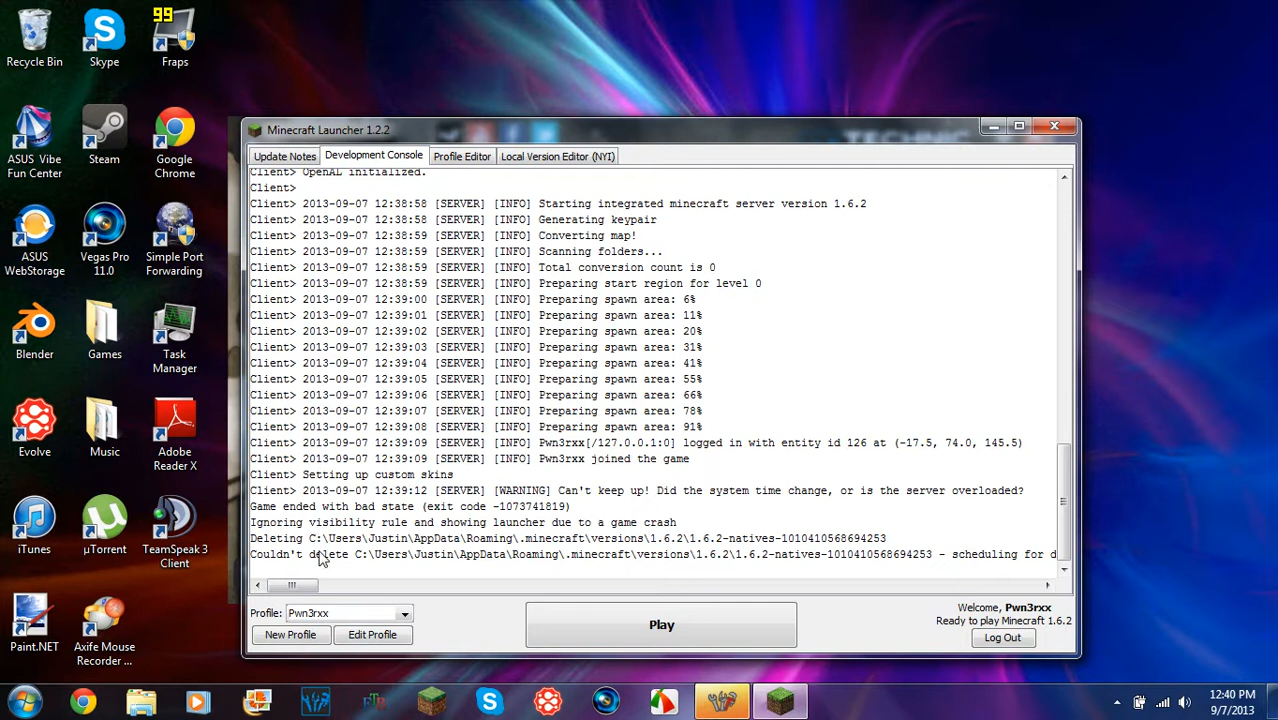 99
Recycle Bin
Skype
Fraps
ASUS Vibe
Fun Center
Steam
Google
Chrome
ASUS
WebStorage
Vegas Pro
11.0
Simple Port
Forwarding
Blender
Games
Task
Manager
Evolve
Music
Adobe
Reader X
iTunes
µTorrent
TeamSpeak 3
Client
Paint.NET
Axife Mouse
Recorder ...
Minecraft Launcher 1.2.2
Update Notes
Development Console
Profile Editor
Local Version Editor (NYI)
Client> OpenAL initialized.
Client>
Client> 2013-09-07 12:38:58 [SERVER] [INFO] Starting integrated minecraft server version 1.6.2
Client> 2013-09-07 12:38:58 [SERVER] [INFO] Generating keypair
Client> 2013-09-07 12:38:59 [SERVER] [INFO] Converting map!
Client> 2013-09-07 12:38:59 [SERVER] [INFO] Scanning folders...
Client> 2013-09-07 12:38:59 [SERVER] [INFO] Total conversion count is 0
Client> 2013-09-07 12:38:59 [SERVER] [INFO] Preparing start region for level 0
Client> 2013-09-07 12:39:00 [SERVER] [INFO] Preparing spawn area: 6%
Client> 2013-09-07 12:39:01 [SERVER] [INFO] Preparing spawn area: 11%
Client> 2013-09-07 12:39:02 [SERVER] [INFO] Preparing spawn area: 20%
Client> 2013-09-07 12:39:03 [SERVER] [INFO] Preparing spawn area: 31%
Client> 2013-09-07 12:39:04 [SERVER] [INFO] Preparing spawn area: 41%
Client> 2013-09-07 12:39:05 [SERVER] [INFO] Preparing spawn area: 55%
Client> 2013-09-07 12:39:06 [SERVER] [INFO] Preparing spawn area: 66%
Client> 2013-09-07 12:39:07 [SERVER] [INFO] Preparing spawn area: 78%
Client> 2013-09-07 12:39:08 [SERVER] [INFO] Preparing spawn area: 91%
Client> 2013-09-07 12:39:09 [SERVER] [INFO] Pwn3rxx[/127.0.0.1:0] logged in with entity id 126 at (-17.5, 74.0, 145.5)
Client> 2013-09-07 12:39:09 [SERVER] [INFO] Pwn3rxx joined the game
Client> Setting up custom skins
Client> 2013-09-07 12:39:12 [SERVER] [WARNING] Can't keep up! Did the system time change, or is the server overloaded?
Game ended with bad state (exit code -1073741819)
Ignoring visibility rule and showing launcher due to a game crash
Deleting C:\Users\Justin\AppData\Roaming\.minecraft\versions\1.6.2\1.6.2-natives-1010410568694253
Couldn't delete C:\Users\Justin\AppData\Roaming\.minecraft\versions\1.6.2\1.6.2-natives-1010410568694253 - scheduling for d
Profile: Pwn3rxx
New Profile
Edit Profile
Play
Welcome, Pwn3rxx
Ready to play Minecraft 1.6.2
Log Out
12:40 PM
9/7/2013